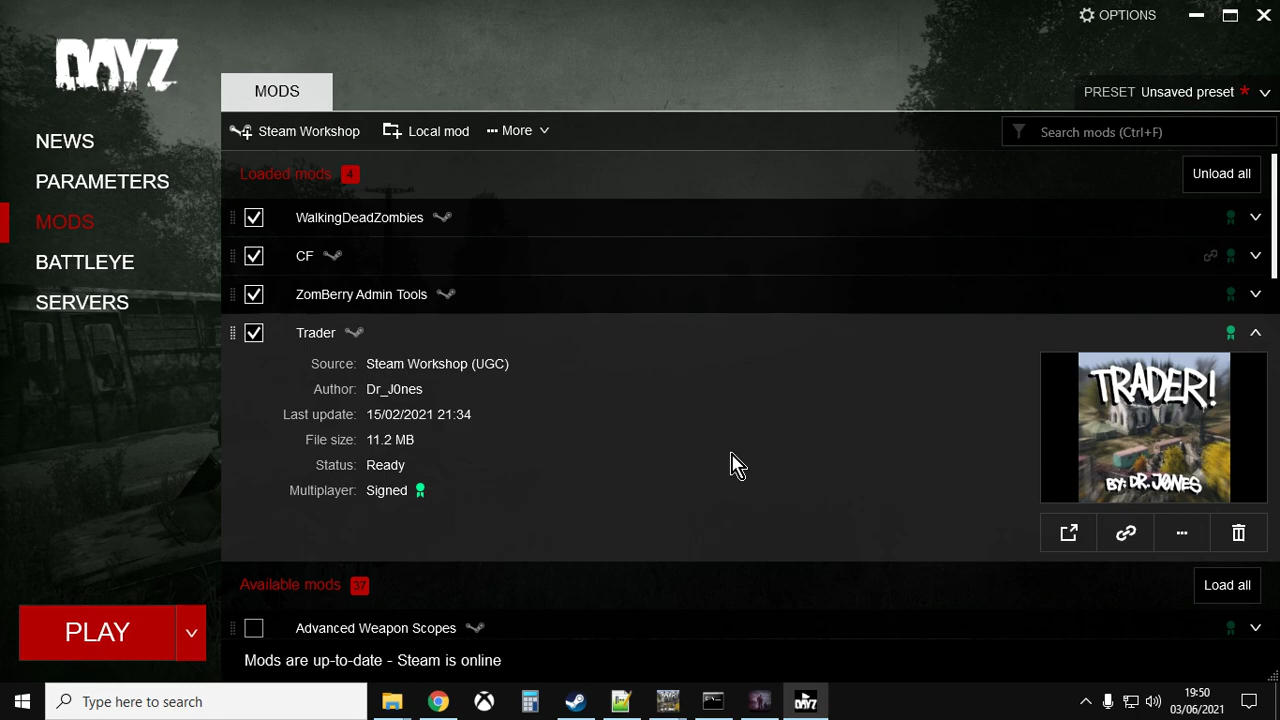 OPTIONS
DAYZ
MODS
PRESET Unsaved preset *
NEWS
PARAMETERS
MODS
BATTLEYE
SERVERS
Steam Workshop
Local mod
More
Search mods (Ctrl+F)
Loaded mods 4
Unload all
WalkingDeadZombies
CF
ZomBerry Admin Tools
Trader
Source: Steam Workshop (UGC)
Author: Dr_J0nes
Last update: 15/02/2021 21:34
File size: 11.2 MB
Status: Ready
Multiplayer: Signed
TRADER!
BY: DR. JONES
Available mods 37
Load all
Advanced Weapon Scopes
PLAY
Mods are up-to-date - Steam is online
Type here to search
DAYZ
19:50
03/06/2021